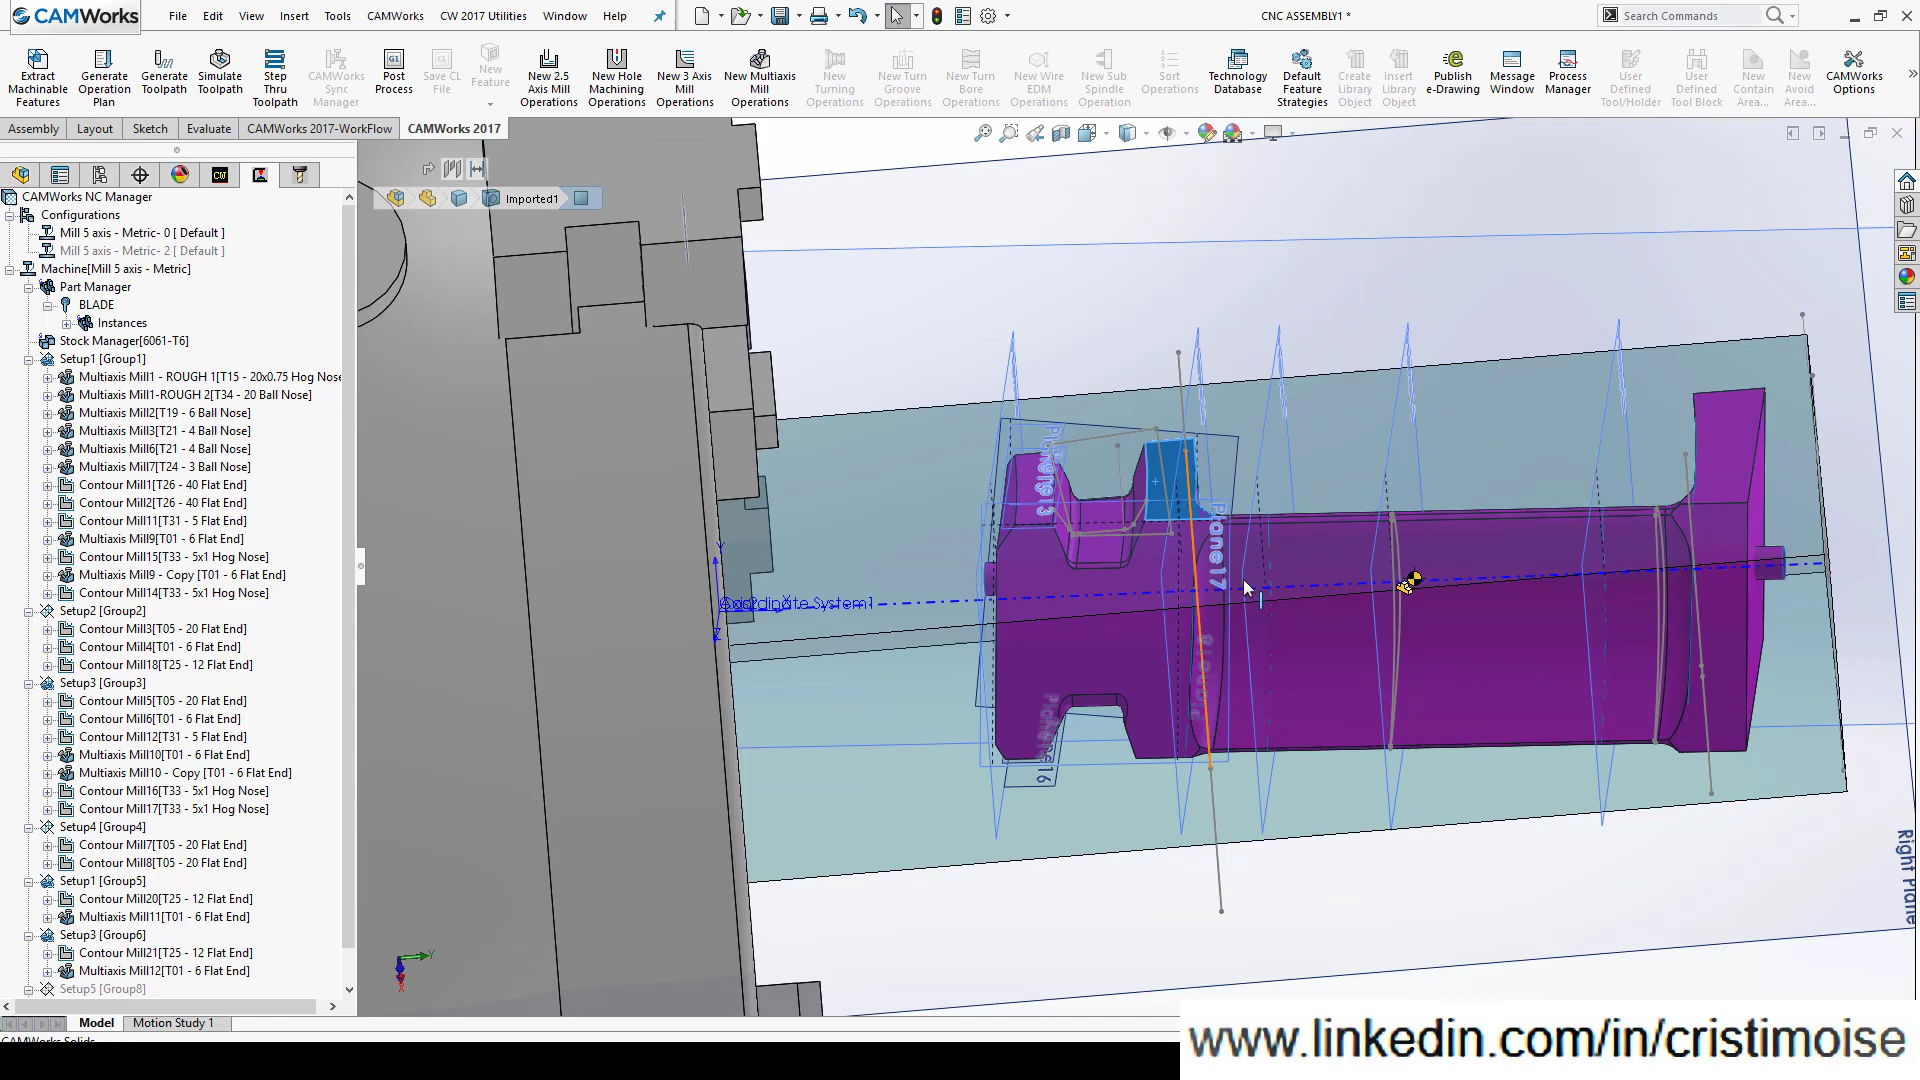 CAMWorks
File Edit View Insert Tools CAMWorks CW 2017 Utilities Window Help
CNC ASSEMBLY1 *
Search Commands
Extract Machinable Features
Generate Operation Plan
Generate Toolpath
Simulate Toolpath
Step Thru Toolpath
CAMWorks Sync Manager
G1
Post Process
Save CL File
New Feature
New 2.5 Axis Mill Operations
New Hole Machining Operations
New 3 Axis Mill Operations
New Multiaxis Mill Operations
New Turning Operations
New Turn Groove Operations
New Turn Bore Operations
New Wire EDM Operations
New Sub Spindle Operation
Sort Operations
Technology Database
Default Feature Strategies
Create Library Object
Insert Library Object
Publish e-Drawing
Message Window
Process Manager
User Defined Tool/Holder
User Defined Tool Block
New Contain Area...
New Avoid Area...
CAMWorks Options
Assembly Layout Sketch Evaluate CAMWorks 2017-WorkFlow CAMWorks 2017
Imported1
CAMWorks NC Manager
Configurations
Mill 5 axis - Metric- 0 [ Default ]
Mill 5 axis - Metric- 2 [ Default ]
Machine[Mill 5 axis - Metric]
Part Manager
BLADE
Instances
Stock Manager[6061-T6]
Setup1 [Group1]
Multiaxis Mill1 - ROUGH 1[T15 - 20x0.75 Hog Nose
Multiaxis Mill1-ROUGH 2[T34 - 20 Ball Nose]
Multiaxis Mill2[T19 - 6 Ball Nose]
Multiaxis Mill3[T21 - 4 Ball Nose]
Multiaxis Mill6[T21 - 4 Ball Nose]
Multiaxis Mill7[T24 - 3 Ball Nose]
Contour Mill1[T26 - 40 Flat End]
Contour Mill2[T26 - 40 Flat End]
Contour Mill11[T31 - 5 Flat End]
Multiaxis Mill9[T01 - 6 Flat End]
Contour Mill15[T33 - 5x1 Hog Nose]
Multiaxis Mill9 - Copy [T01 - 6 Flat End]
Contour Mill14[T33 - 5x1 Hog Nose]
Setup2 [Group2]
Contour Mill3[T05 - 20 Flat End]
Contour Mill4[T01 - 6 Flat End]
Contour Mill18[T25 - 12 Flat End]
Setup3 [Group3]
Contour Mill5[T05 - 20 Flat End]
Contour Mill6[T01 - 6 Flat End]
Contour Mill12[T31 - 5 Flat End]
Multiaxis Mill10[T01 - 6 Flat End]
Multiaxis Mill10 - Copy [T01 - 6 Flat End]
Contour Mill16[T33 - 5x1 Hog Nose]
Contour Mill17[T33 - 5x1 Hog Nose]
Setup4 [Group4]
Contour Mill7[T05 - 20 Flat End]
Contour Mill8[T05 - 20 Flat End]
Setup1 [Group5]
Contour Mill20[T25 - 12 Flat End]
Multiaxis Mill11[T01 - 6 Flat End]
Setup3 [Group6]
Contour Mill21[T25 - 12 Flat End]
Multiaxis Mill12[T01 - 6 Flat End]
Setup5 [Group8]
Plane17
Right Plane
Model Motion Study 1
CAMWorks Solids
www.linkedin.com/in/cristimoise